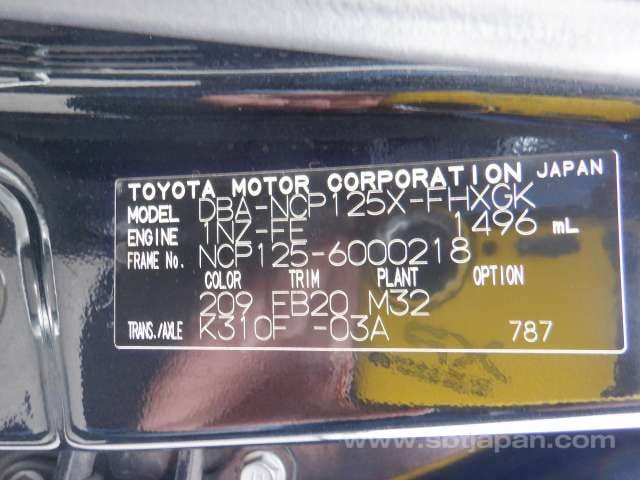 TOYOTA MOTOR CORPORATION JAPAN
MODEL DBA-NCP125X-FHXGK
ENGINE 1NZ-FE 1496 mL
FRAME No. NCP125-6000218
COLOR TRIM PLANT OPTION
209 FB20 M32
TRANS./AXLE K310F -03A 787
www.sbtjapan.com